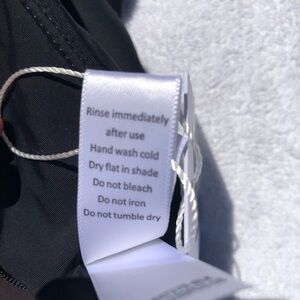 Rinse immediately
after use
Hand wash cold
Dry flat in shade
Do not bleach
Do not iron
Do not tumble dry